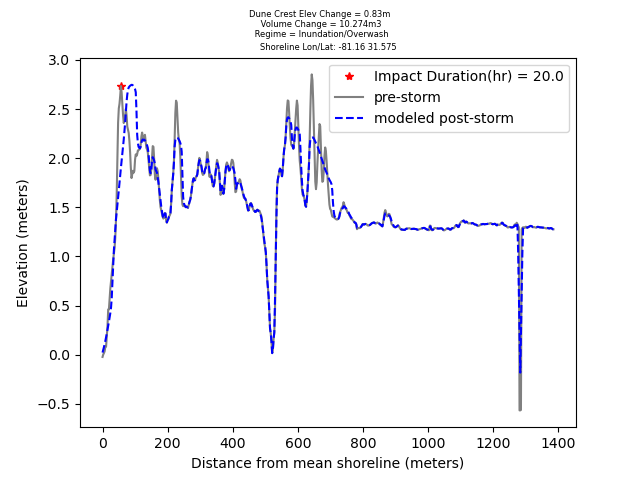 Dune Crest Elev Change = 0.83m
Volume Change = 10.274m3
Regime = Inundation/Overwash
Shoreline Lon/Lat: -81.16 31.575
Impact Duration(hr) = 20.0
pre-storm
modeled post-storm
Elevation (meters)
3.0
2.5
2.0
1.5
1.0
0.5
0.0
−0.5
0 200 400 600 800 1000 1200 1400
Distance from mean shoreline (meters)